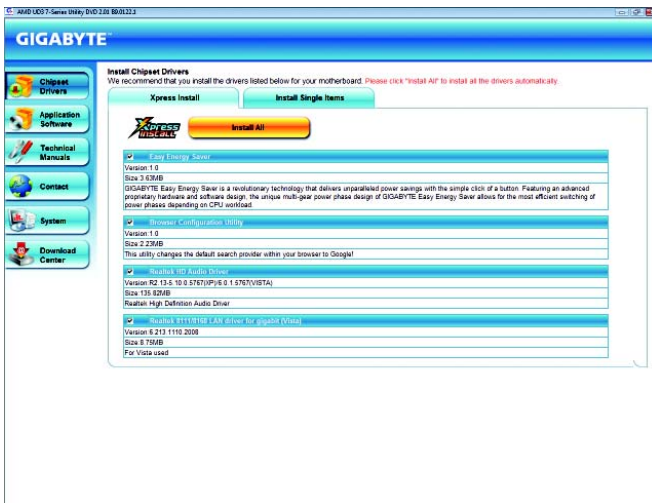 AMD UD3 7-Series Utility DVD 2.01 B9.0122.1
GIGABYTE™
Chipset
Drivers
Application
Software
Technical
Manuals
Contact
System
Download
Center
Install Chipset Drivers
We recommend that you install the drivers listed below for your motherboard. Please click "Install All" to install all the drivers automatically.
Xpress Install
Install Single Items
Xpress
Install
Install All
Easy Energy Saver
Version:1.0
Size:3.63MB
GIGABYTE Easy Energy Saver is a revolutionary technology that delivers unparalleled power savings with the simple click of a button. Featuring an advanced
proprietary hardware and software design, the unique multi-gear power phase design of GIGABYTE Easy Energy Saver allows for the most efficient switching of
power phases depending on CPU workload.
Browser Configuration Utility
Version:1.0
Size:2.23MB
This utility changes the default search provider within your browser to Google!
Realtek HD Audio Driver
Version:R2.13-5.10.0.5767(XP)/6.0.1.5767(VISTA)
Size:135.82MB
Realtek High Definition Audio Driver
Realtek 8111/8168 LAN driver for gigabit (Vista)
Version:6.213.1110.2008
Size:8.75MB
For Vista used